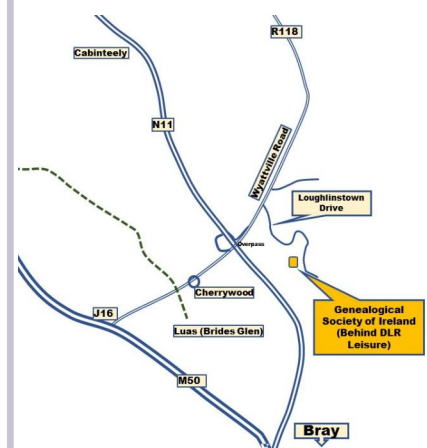 R118
Cabinteely
N11
Wyattville Road
Loughlinstown
Drive
Overpass
Cherrywood
Genealogical
Society of Ireland
(Behind DLR
Leisure)
J16
Luas (Brides Glen)
M50
Bray